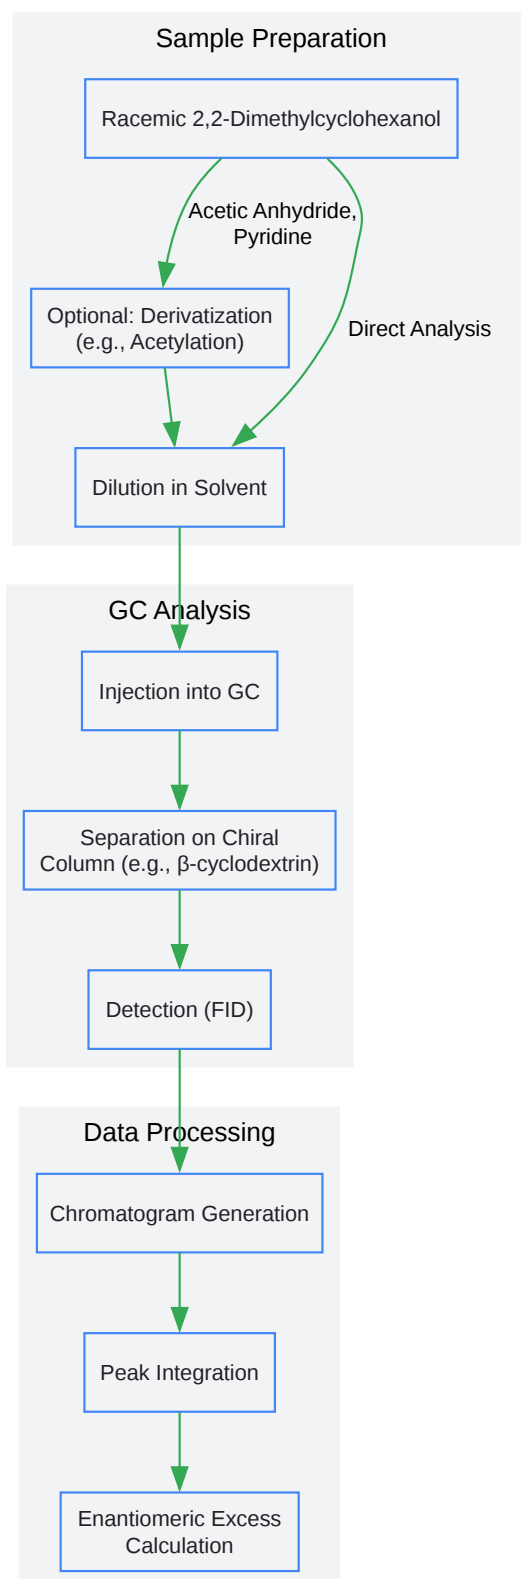 Sample Preparation
Racemic 2,2-Dimethylcyclohexanol
Acetic Anhydride,
Pyridine
Optional: Derivatization
(e.g., Acetylation)
Direct Analysis
Dilution in Solvent
GC Analysis
Injection into GC
Separation on Chiral
Column (e.g., β-cyclodextrin)
Detection (FID)
Data Processing
Chromatogram Generation
Peak Integration
Enantiomeric Excess
Calculation